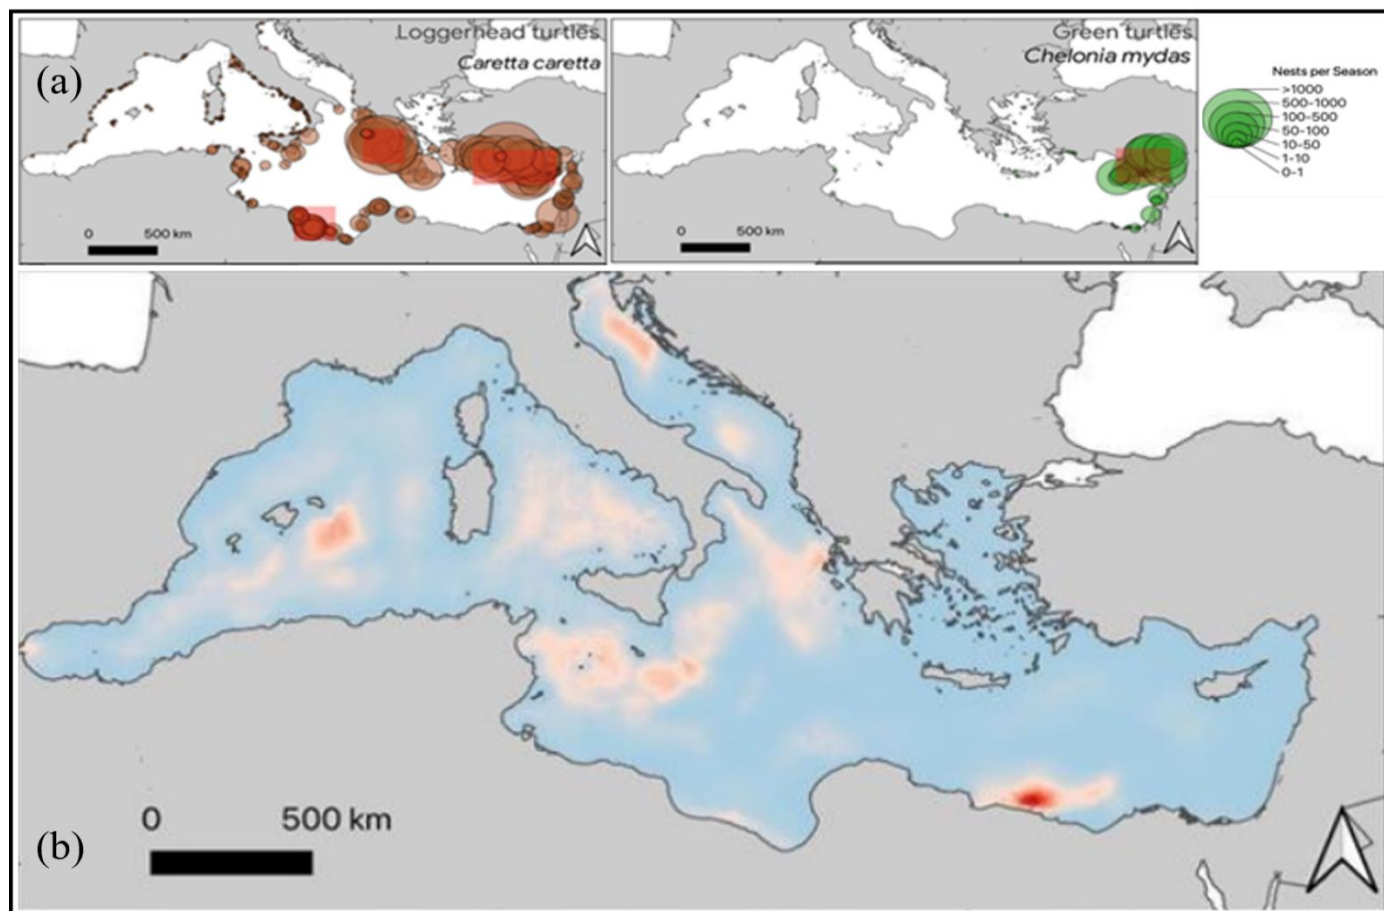 (a)
Loggerhead turtles
Caretta caretta
0 500 km
Green turtles
Chelonia mydas
0 500 km
Nests per Season
>1000
500-1000
100-500
50-100
10-50
1-10
0-1
0 500 km
(b)